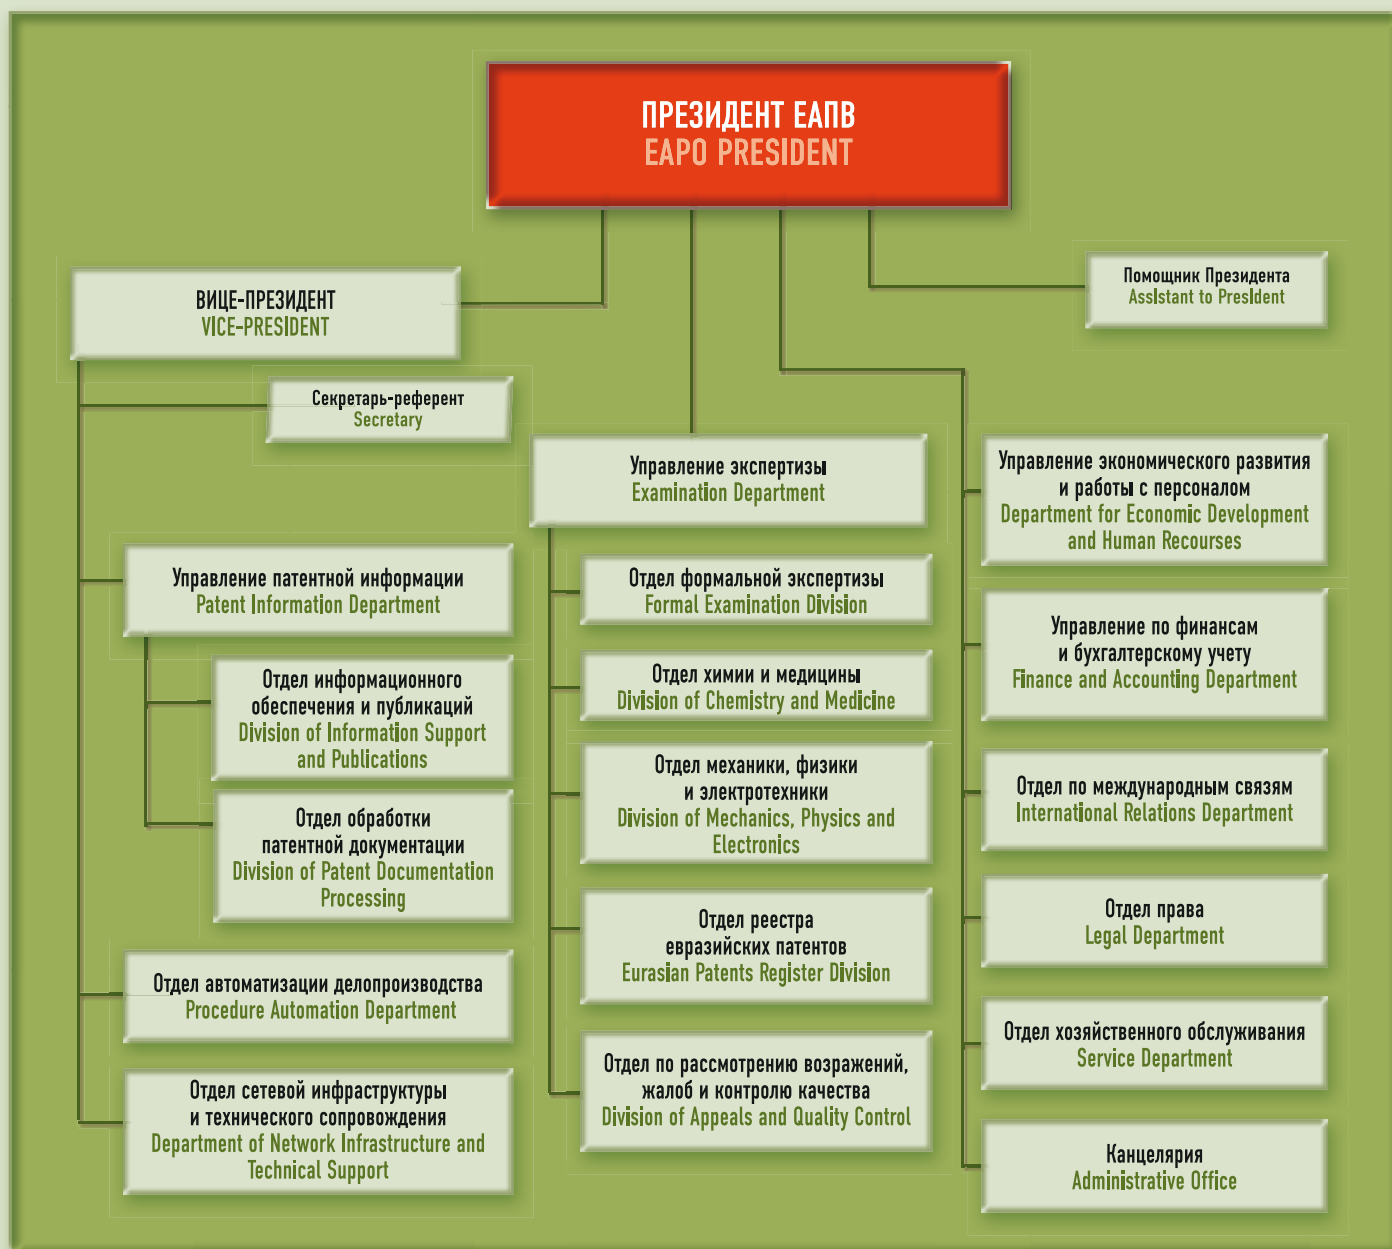 ПРЕЗИДЕНТ ЕАПВ
EAPO PRESIDENT
ВИЦЕ-ПРЕЗИДЕНТ
VICE-PRESIDENT
Помощник Президента
Assistant to President
Секретарь-референт
Secretary
Управление патентной информации
Patent Information Department
Отдел информационного
обеспечения и публикаций
Division of Information Support
and Publications
Отдел обработки
патентной документации
Division of Patent Documentation
Processing
Отдел автоматизации делопроизводства
Procedure Automation Department
Отдел сетевой инфраструктуры
и технического сопровождения
Department of Network Infrastructure and
Technical Support
Управление экспертизы
Examination Department
Отдел формальной экспертизы
Formal Examination Division
Отдел химии и медицины
Division of Chemistry and Medicine
Отдел механики, физики
и электротехники
Division of Mechanics, Physics and
Electronics
Отдел реестра
евразийских патентов
Eurasian Patents Register Division
Отдел по рассмотрению возражений,
жалоб и контролю качества
Division of Appeals and Quality Control
Управление экономического развития
и работы с персоналом
Department for Economic Development
and Human Recourses
Управление по финансам
и бухгалтерскому учету
Finance and Accounting Department
Отдел по международным связям
International Relations Department
Отдел права
Legal Department
Отдел хозяйственного обслуживания
Service Department
Канцелярия
Administrative Office